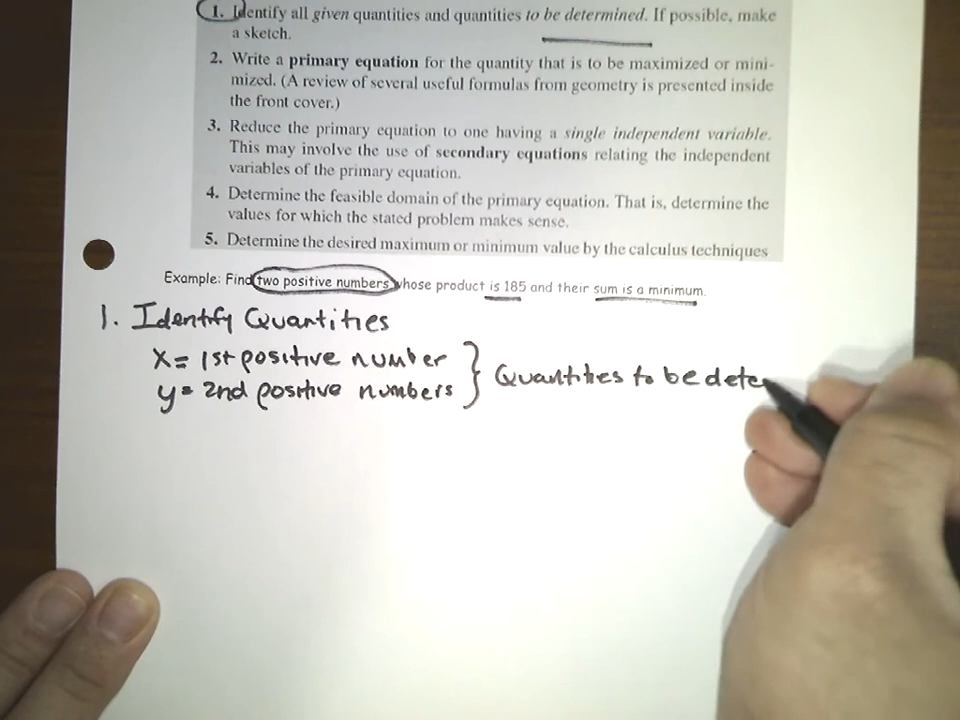 1. Identify all given quantities and quantities to be determined. If possible, make
a sketch.
2. Write a primary equation for the quantity that is to be maximized or mini-
mized. (A review of several useful formulas from geometry is presented inside
the front cover.)
3. Reduce the primary equation to one having a single independent variable.
This may involve the use of secondary equations relating the independent
variables of the primary equation.
4. Determine the feasible domain of the primary equation. That is, determine the
values for which the stated problem makes sense.
5. Determine the desired maximum or minimum value by the calculus techniques
Example: Find two positive numbers whose product is 185 and their sum is a minimum.
1. Identify Quantities
x = 1st positive number
y = 2nd positive numbers } Quantities to be dete